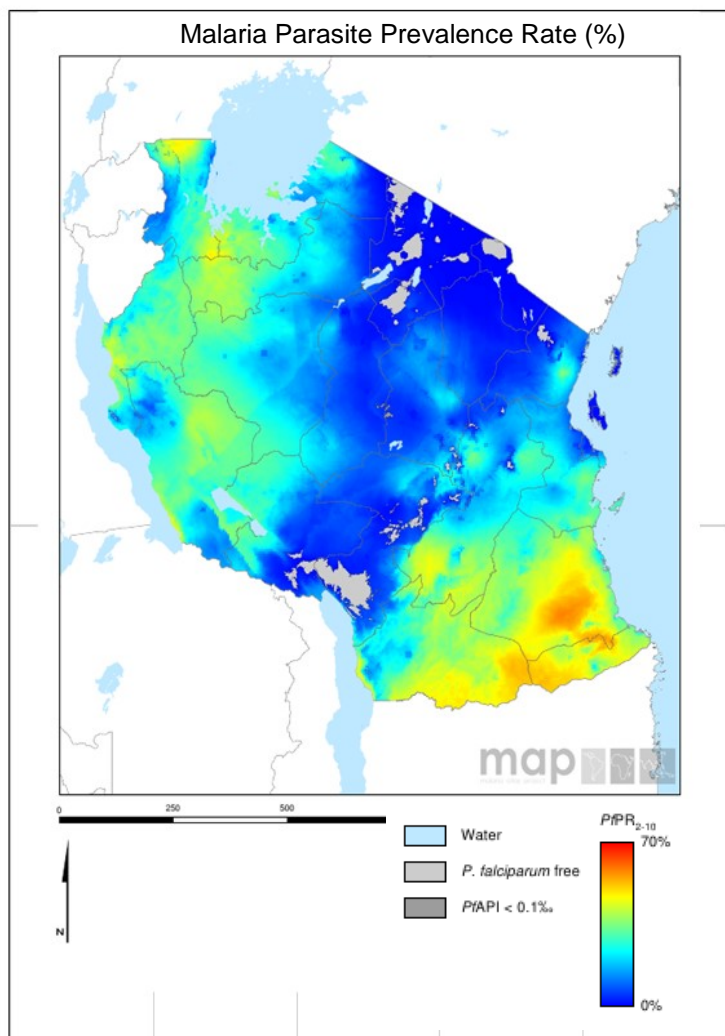 Malaria Parasite Prevalence Rate (%)
map
0
250
500
N
Water
P. falciparum free
PfAPI < 0.1‰
PfPR2-10
70%
0%